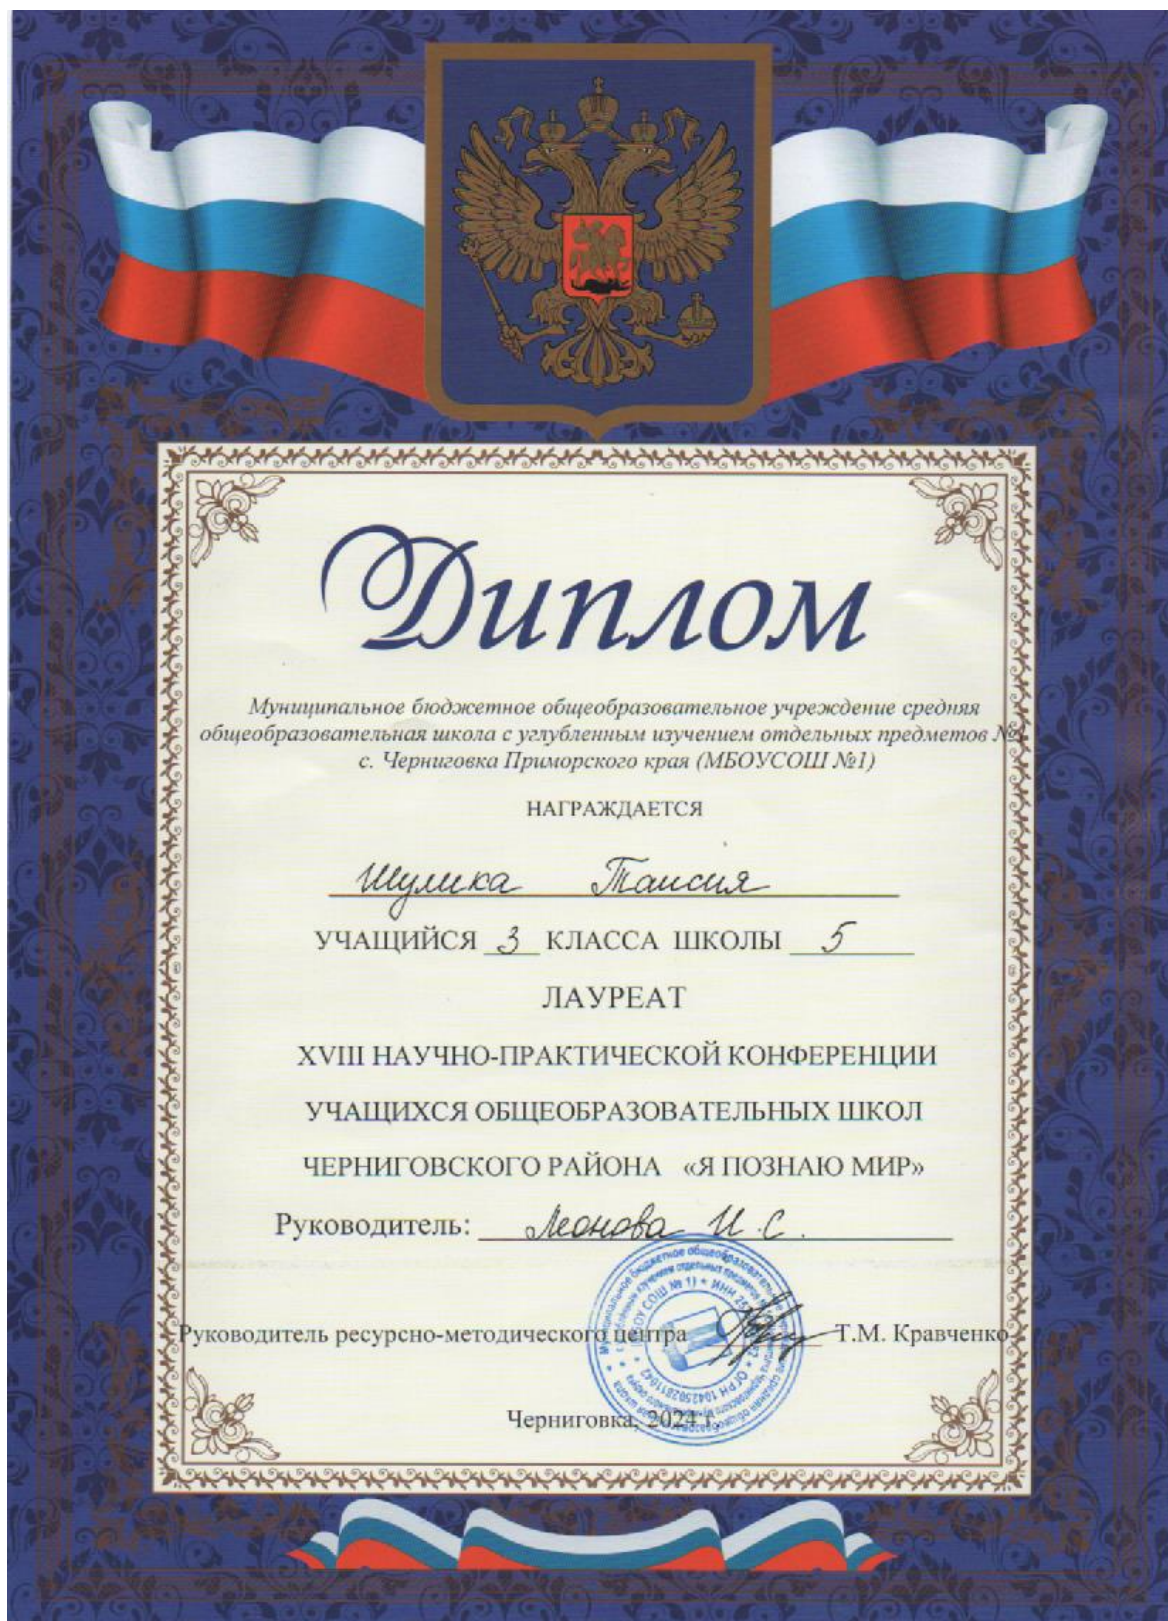 Диплом
Муниципальное бюджетное общеобразовательное учреждение средняя
общеобразовательная школа с углубленным изучением отдельных предметов №1
с. Черниговка Приморского края (МБОУСОШ №1)
НАГРАЖДАЕТСЯ
Шулика Таисия
УЧАЩИЙСЯ 3 КЛАССА ШКОЛЫ 5
ЛАУРЕАТ
XVIII НАУЧНО-ПРАКТИЧЕСКОЙ КОНФЕРЕНЦИИ
УЧАЩИХСЯ ОБЩЕОБРАЗОВАТЕЛЬНЫХ ШКОЛ
ЧЕРНИГОВСКОГО РАЙОНА «Я ПОЗНАЮ МИР»
Руководитель: Леонова И.С.
Руководитель ресурсно-методического центра Т.М. Кравченко
Черниговка, 2024 г.